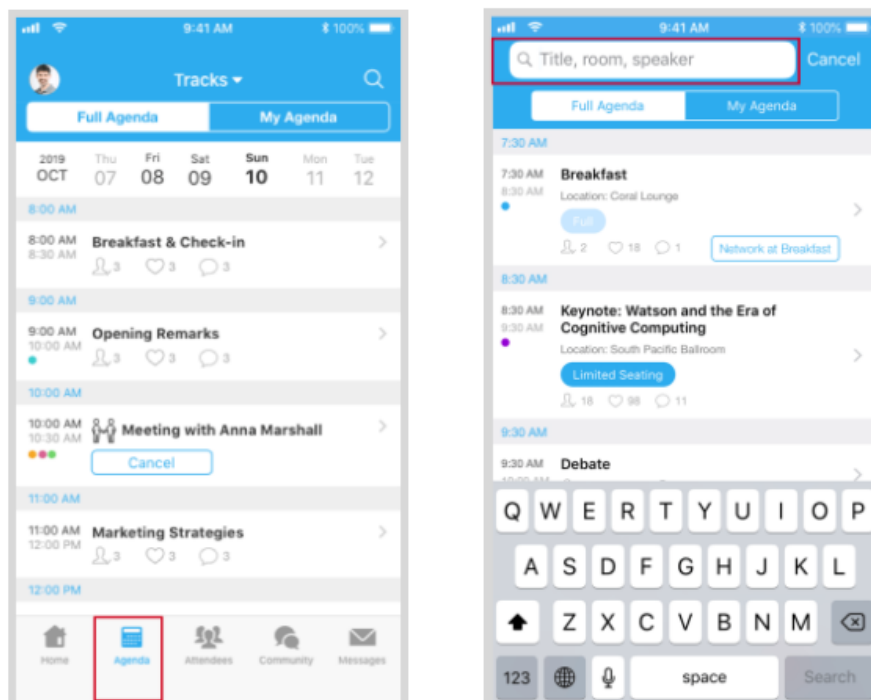 9:41 AM
100%
Tracks
Full Agenda
My Agenda
2019
OCT
Thu
07
Fri
08
Sat
09
Sun
10
Mon
11
Tue
12
8:00 AM
8:00 AM
8:30 AM
Breakfast & Check-in
3
3
3
9:00 AM
9:00 AM
10:00 AM
Opening Remarks
3
3
3
10:00 AM
10:00 AM
10:30 AM
Meeting with Anna Marshall
Cancel
11:00 AM
11:00 AM
12:00 PM
Marketing Strategies
3
3
3
12:00 PM
Home
Agenda
Attendees
Community
Messages
9:41 AM
100%
Title, room, speaker
Cancel
Full Agenda
My Agenda
7:30 AM
7:30 AM
8:30 AM
Breakfast
Location: Coral Lounge
Full
2
18
1
Network at Breakfast
8:30 AM
8:30 AM
9:30 AM
Keynote: Watson and the Era of
Cognitive Computing
Location: South Pacific Ballroom
Limited Seating
18
98
11
9:30 AM
9:30 AM
Debate
Q W E R T Y U I O P
A S D F G H J K L
Z X C V B N M
123
space
Search